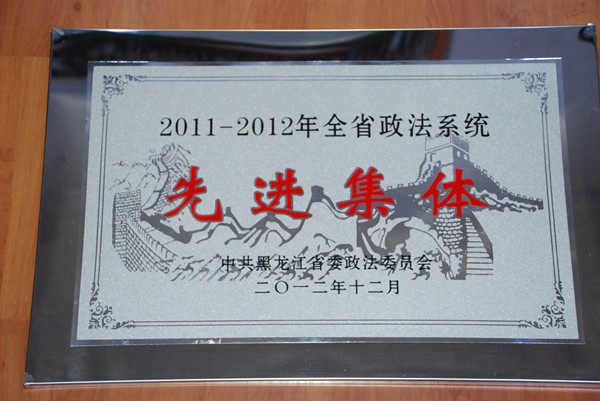 2011-2012年全省政法系统
先进集体
中共黑龙江省委政法委员会
二〇一二年十二月